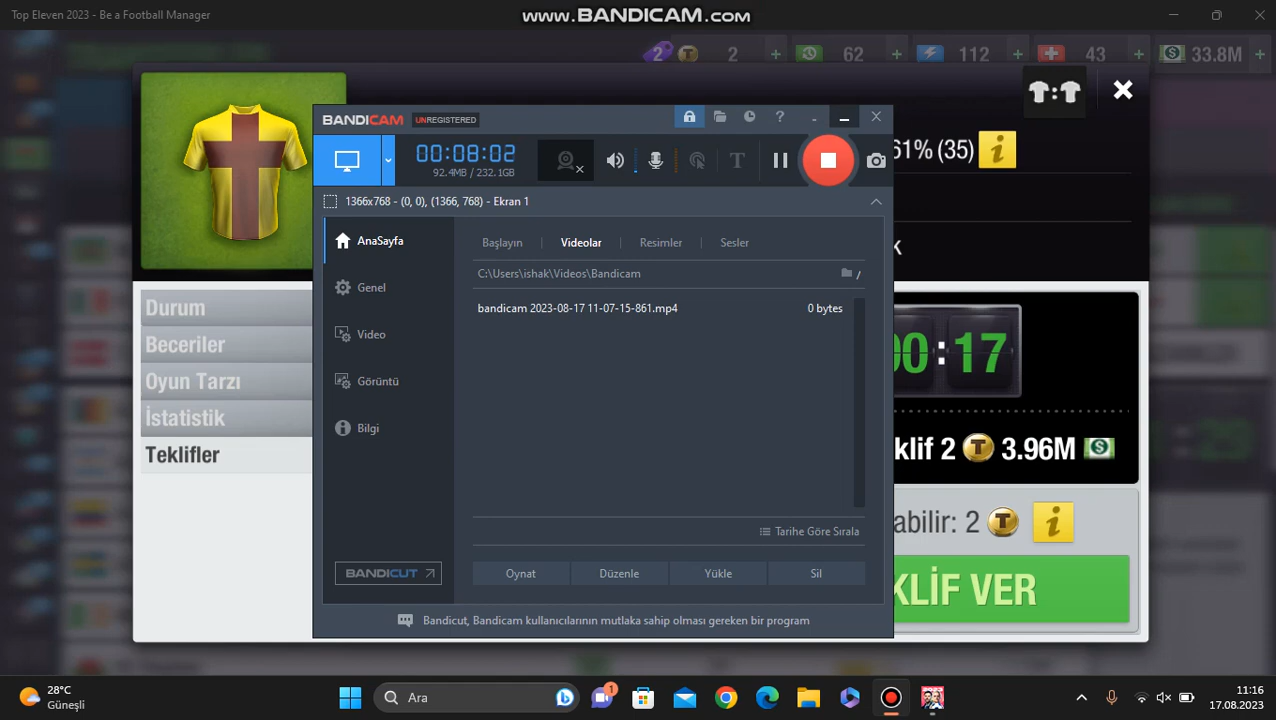 Top Eleven 2023 - Be a Football Manager
www.BANDICAM.com
2 T 2 + 62 + 112 + 43 + 33.8M +
61% (35) i
BANDICAM UNREGISTERED
00:08:02
92.4MB / 232.1GB
1366x768 - (0, 0), (1366, 768) - Ekran 1
AnaSayfa
Genel
Video
Görüntü
Bilgi
BANDICUT
Başlayın
Videolar
Resimler
Sesler
C:\Users\ishak\Videos\Bandicam
bandicam 2023-08-17 11-07-15-861.mp4 0 bytes
Tarihe Göre Sırala
Oynat
Düzenle
Yükle
Sil
Bandicut, Bandicam kullanıcılarının mutlaka sahip olması gereken bir program
Durum
Beceriler
Oyun Tarzı
İstatistik
Teklifler
k
00:17
klif 2 T 3.96M
abilir: 2 T i
KLİF VER
28°C
Güneşli
Ara
1
11:16
17.08.2023